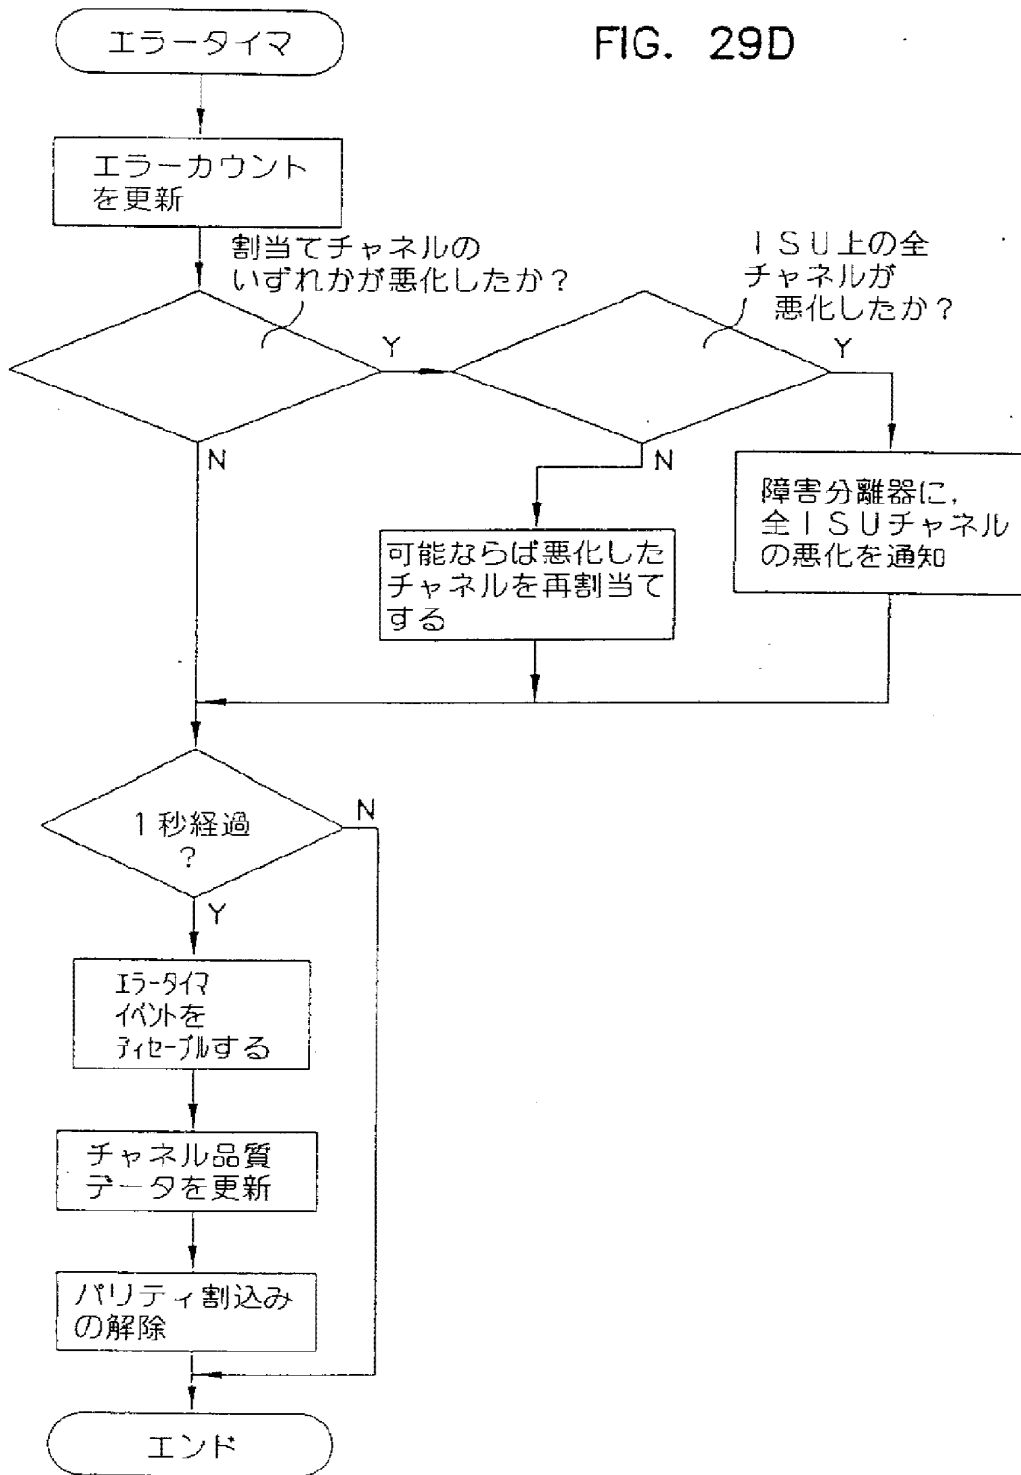 エラータイマ
FIG. 29D
エラーカウント
を更新
割当てチャネルの
いずれかが悪化したか？
ISU上の全
チャネルが
悪化したか？
Y
Y
N
N
可能ならば悪化した
チャネルを再割当て
する
障害分離器に，
全ISUチャネル
の悪化を通知
1秒経過
？
N
Y
エラータイマ
イベントを
ディセーブルする
チャネル品質
データを更新
パリティ割込み
の解除
エンド